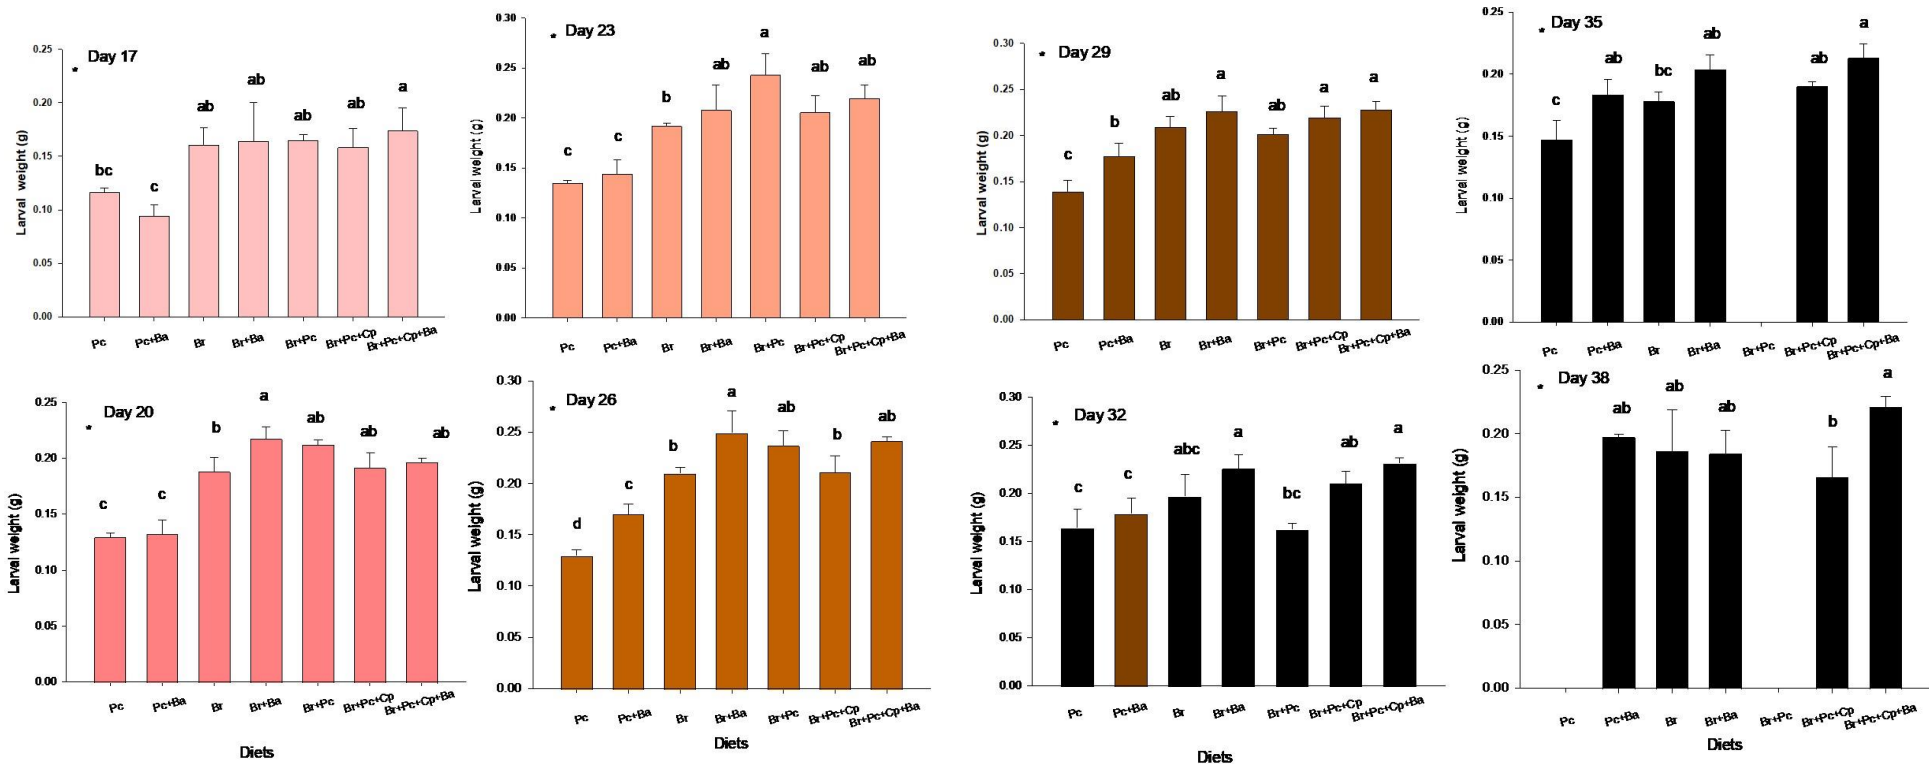 * Day 17
0.25
0.20
0.15
0.10
0.05
0.00
Larval weight (g)
bc
c
ab
ab
ab
ab
a
Pc
Pc+Ba
Br
Br+Ba
Br+Pc
Br+Pc+Cp
Br+Pc+Cp+Ba
* Day 23
0.30
0.25
0.20
0.15
0.10
0.05
0.00
Larval weight (g)
c
c
b
ab
a
ab
ab
Pc
Pc+Ba
Br
Br+Ba
Br+Pc
Br+Pc+Cp
Br+Pc+Cp+Ba
* Day 29
0.30
0.25
0.20
0.15
0.10
0.05
0.00
Larval weight (g)
c
b
ab
a
ab
a
a
Pc
Pc+Ba
Br
Br+Ba
Br+Pc
Br+Pc+Cp
Br+Pc+Cp+Ba
* Day 35
0.25
0.20
0.15
0.10
0.05
0.00
Larval weight (g)
c
ab
bc
ab
ab
a
Pc
Pc+Ba
Br
Br+Ba
Br+Pc
Br+Pc+Cp
Br+Pc+Cp+Ba
* Day 20
0.25
0.20
0.15
0.10
0.05
0.00
Larval weight (g)
c
c
b
a
ab
ab
ab
Pc
Pc+Ba
Br
Br+Ba
Br+Pc
Br+Pc+Cp
Br+Pc+Cp+Ba
Diets
* Day 26
0.30
0.25
0.20
0.15
0.10
0.05
0.00
Larval weight (g)
d
c
b
a
ab
b
ab
Pc
Pc+Ba
Br
Br+Ba
Br+Pc
Br+Pc+Cp
Br+Pc+Cp+Ba
Diets
* Day 32
0.30
0.25
0.20
0.15
0.10
0.05
0.00
Larval weight (g)
c
c
abc
a
bc
ab
a
Pc
Pc+Ba
Br
Br+Ba
Br+Pc
Br+Pc+Cp
Br+Pc+Cp+Ba
Diets
* Day 38
0.25
0.20
0.15
0.10
0.05
0.00
Larval weight (g)
ab
ab
ab
b
a
Pc
Pc+Ba
Br
Br+Ba
Br+Pc
Br+Pc+Cp
Br+Pc+Cp+Ba
Diets